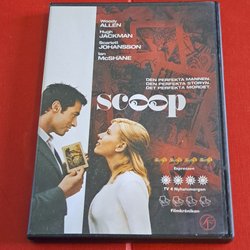 Woody
ALLEN
Hugh
JACKMAN
Scarlett
JOHANSSON
Ian
McSHANE
DEN PERFEKTA MANNEN.
DEN PERFEKTA STORYN.
DET PERFEKTA MORDET.
scoop
Expressen
TV 4 Nyhetsmorgon
Filmkrönikan
SF